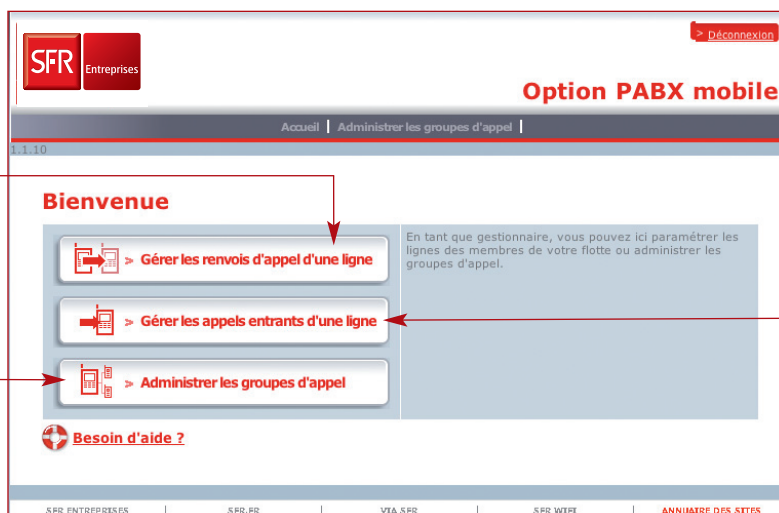 > Déconnexion
SFR Entreprises
Option PABX mobile
Accueil | Administrer les groupes d'appel |
1.1.10
Bienvenue
> Gérer les renvois d'appel d'une ligne
En tant que gestionnaire, vous pouvez ici paramétrer les
lignes des membres de votre flotte ou administrer les
groupes d'appel.
> Gérer les appels entrants d'une ligne
> Administrer les groupes d'appel
Besoin d'aide ?
SFR ENTREPRISES | SFR.FR | VIA SFR | SFR WIFI | ANNUAIRE DES SITES